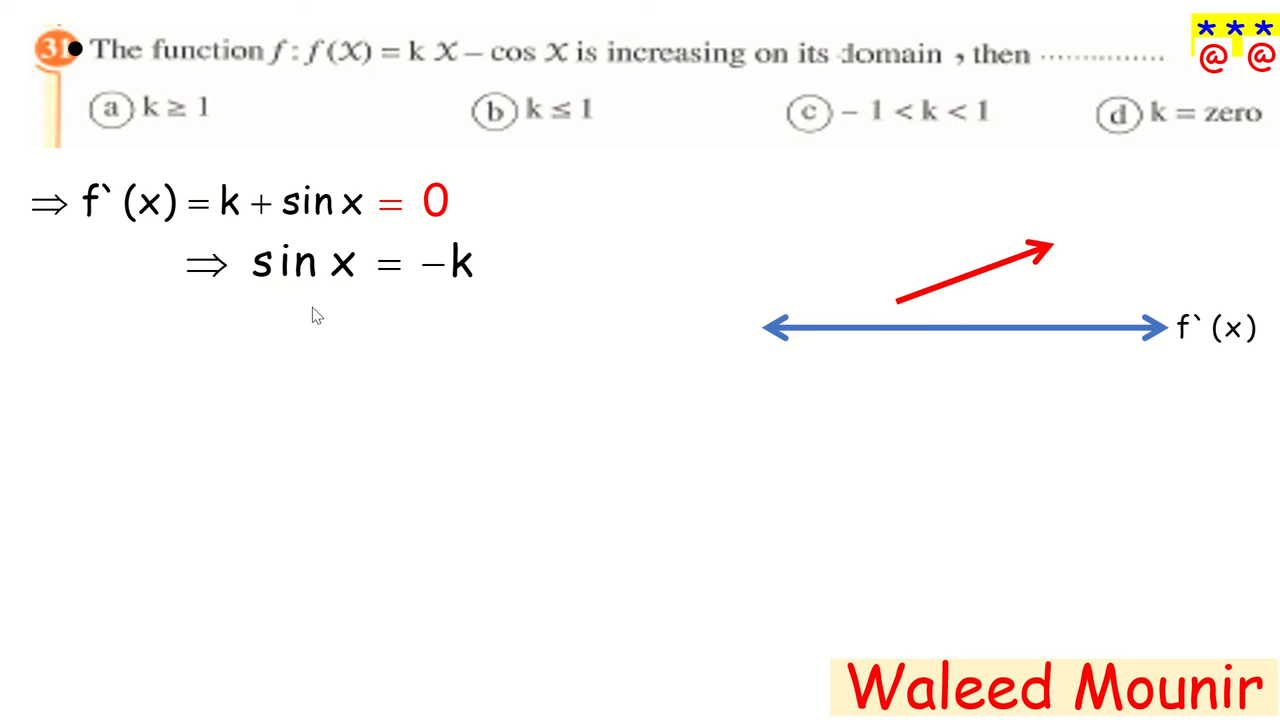 * * *
@ @
31 • The function f : f (X) = k X – cos X is increasing on its domain , then ...............
(a) k ≥ 1 (b) k ≤ 1 (c) – 1 < k < 1 (d) k = zero
⇒ f`(x) = k + sin x = 0
⇒ sin x = −k
f`(x)
Waleed Mounir